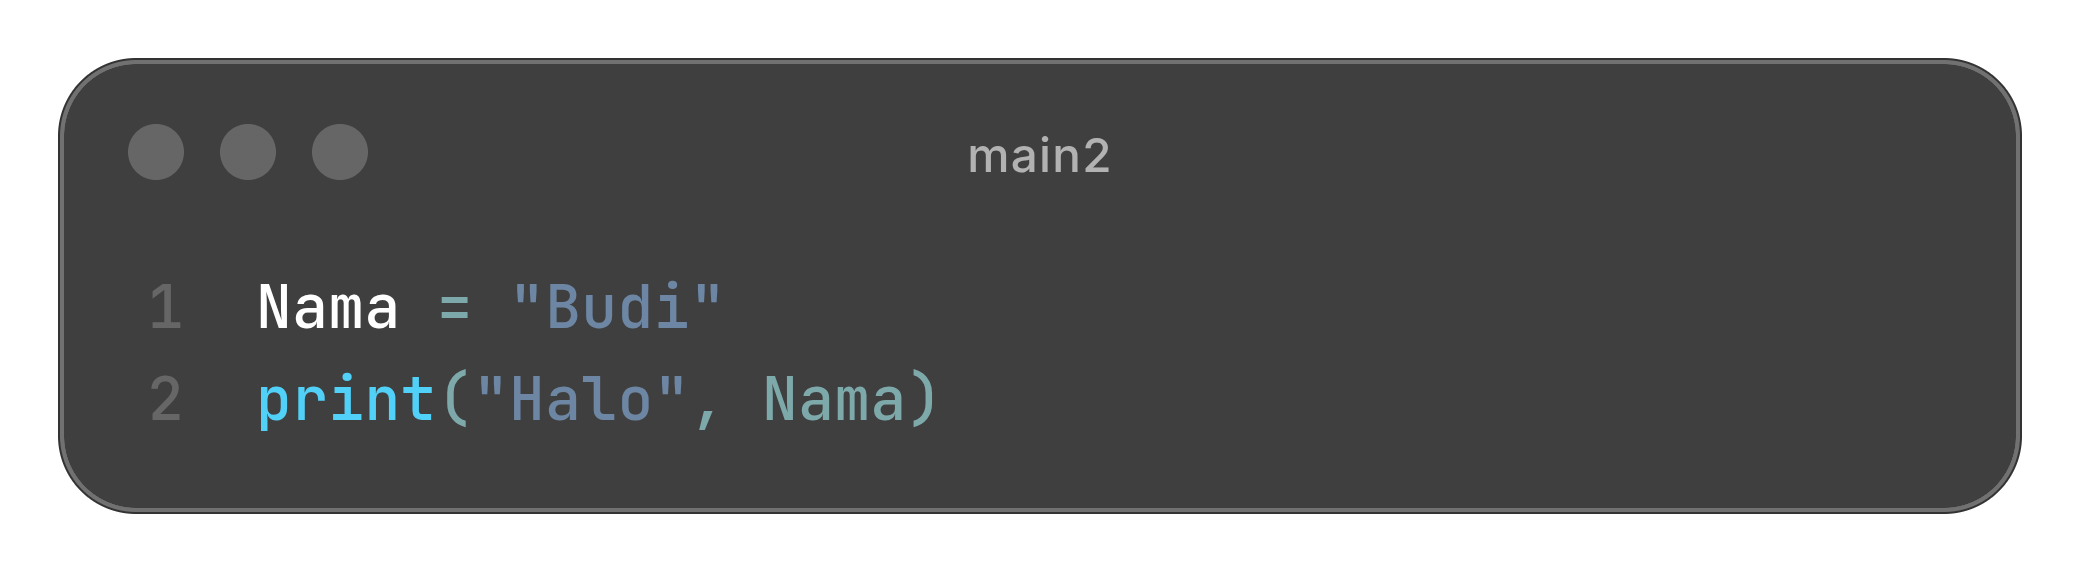 main2
1 Nama = "Budi"
2 print("Halo", Nama)